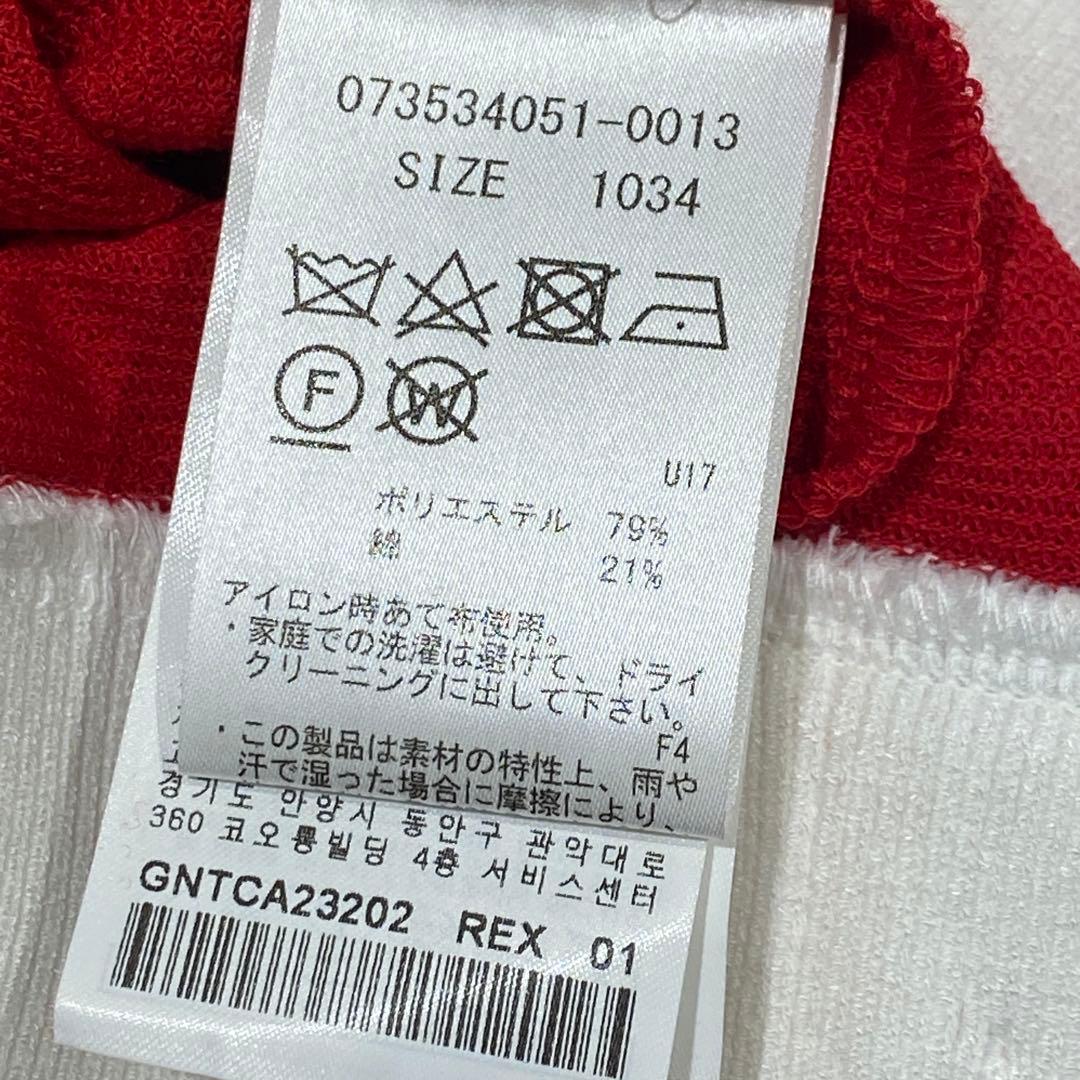 073534051-0013
SIZE 1034
F
W
U17
ポリエステル 79%
綿 21%
アイロン時あて布使用。
・家庭での洗濯は避けて、ドライ
クリーニングに出して下さい。
F4
・この製品は素材の特性上、雨や
汗で湿った場合に摩擦により、
경기도 안양시 동안구 관악대로
360 코오롱빌딩 4층 서비스센터
GNTCA23202 REX 01